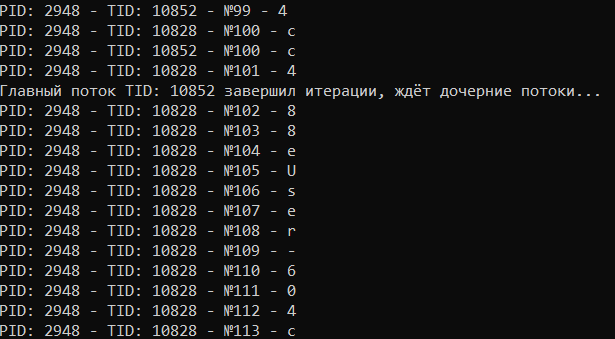 PID: 2948 - TID: 10852 - №99 - 4
PID: 2948 - TID: 10828 - №100 - c
PID: 2948 - TID: 10852 - №100 - c
PID: 2948 - TID: 10828 - №101 - 4
Главный поток TID: 10852 завершил итерации, ждёт дочерние потоки...
PID: 2948 - TID: 10828 - №102 - 8
PID: 2948 - TID: 10828 - №103 - 8
PID: 2948 - TID: 10828 - №104 - e
PID: 2948 - TID: 10828 - №105 - U
PID: 2948 - TID: 10828 - №106 - s
PID: 2948 - TID: 10828 - №107 - e
PID: 2948 - TID: 10828 - №108 - r
PID: 2948 - TID: 10828 - №109 - -
PID: 2948 - TID: 10828 - №110 - 6
PID: 2948 - TID: 10828 - №111 - 0
PID: 2948 - TID: 10828 - №112 - 4
PID: 2948 - TID: 10828 - №113 - c